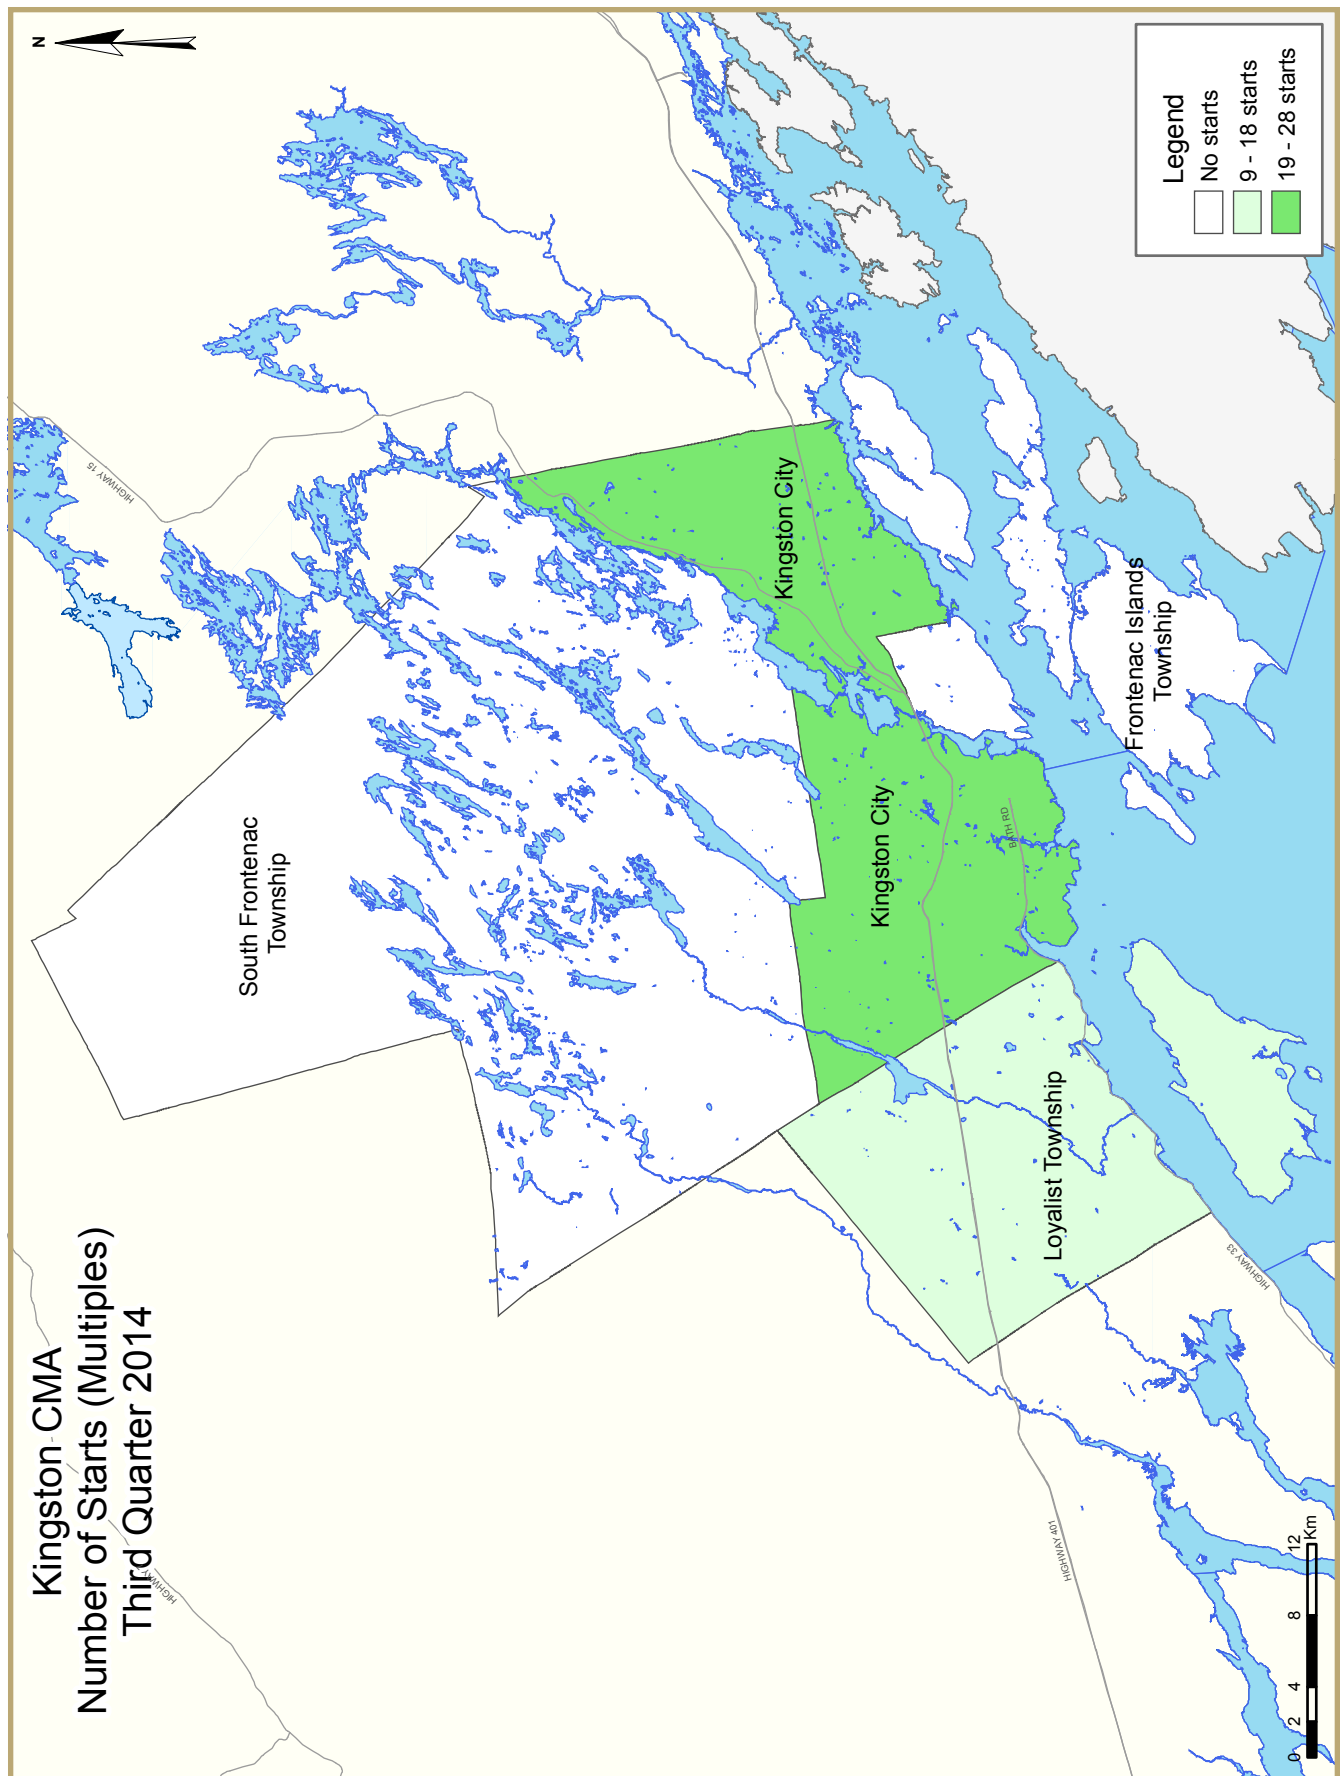 Kingston CMA
Number of Starts (Multiples)
Third Quarter 2014
N
HIGHWAY
HIGHWAY 15
South Frontenac
Township
Kingston City
Kingston City
BATH RD
Loyalist Township
Frontenac Islands
Township
HIGHWAY 33
HIGHWAY 401
0 2 4 8 12
Km
Legend
No starts
9 - 18 starts
19 - 28 starts